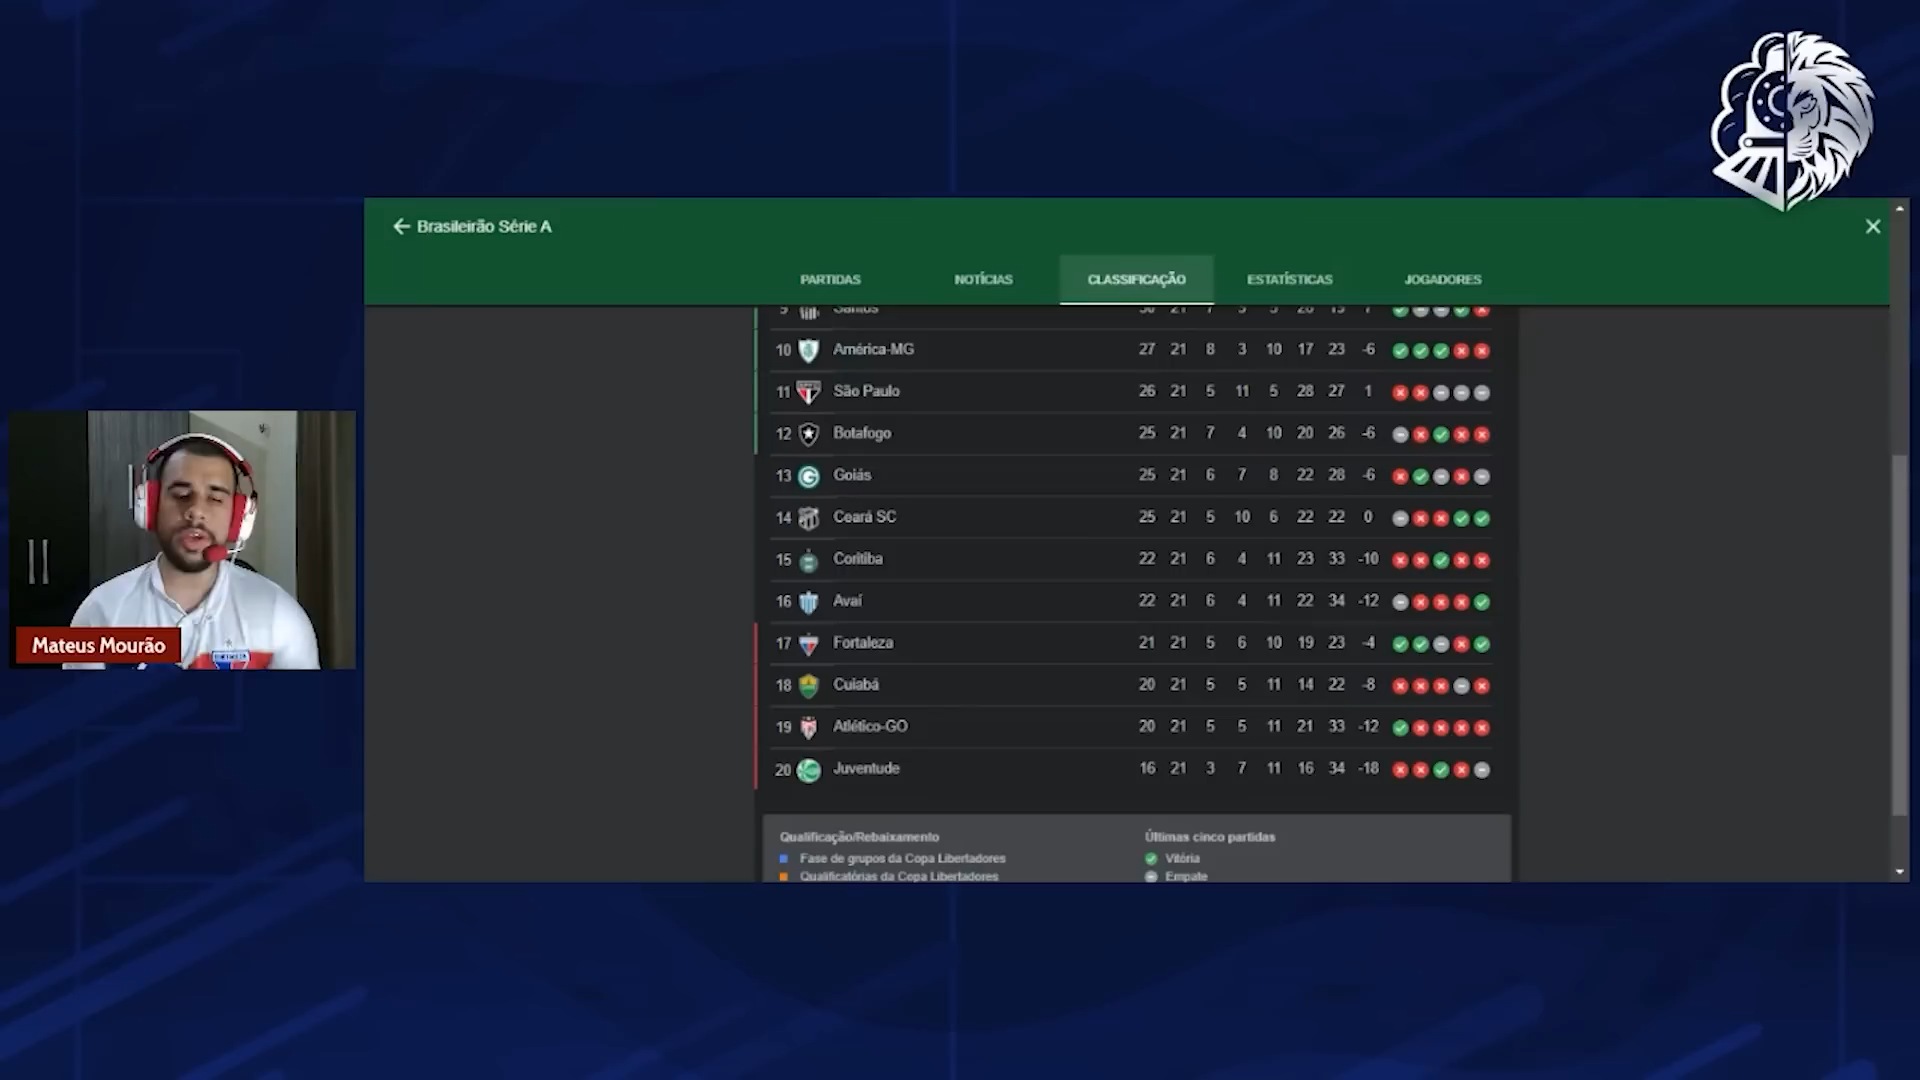 Brasileirão Série A
PARTIDAS NOTÍCIAS CLASSIFICAÇÃO ESTATÍSTICAS JOGADORES
9 Santos 30 21 7
10 América-MG 27 21 8 3 10 17 23 -6
11 São Paulo 26 21 5 11 5 28 27 1
12 Botafogo 25 21 7 4 10 20 26 -6
13 Goiás 25 21 6 7 8 22 28 -6
14 Ceará SC 25 21 5 10 6 22 22 0
15 Coritiba 22 21 6 4 11 23 33 -10
16 Avaí 22 21 6 4 11 22 34 -12
17 Fortaleza 21 21 5 6 10 19 23 -4
18 Cuiabá 20 21 5 5 11 14 22 -8
19 Atlético-GO 20 21 5 5 11 21 33 -12
20 Juventude 16 21 3 7 11 16 34 -18
Qualificação/Rebaixamento
Fase de grupos da Copa Libertadores
Qualificatórias da Copa Libertadores
Últimas cinco partidas
Vitória
Empate
Mateus Mourão